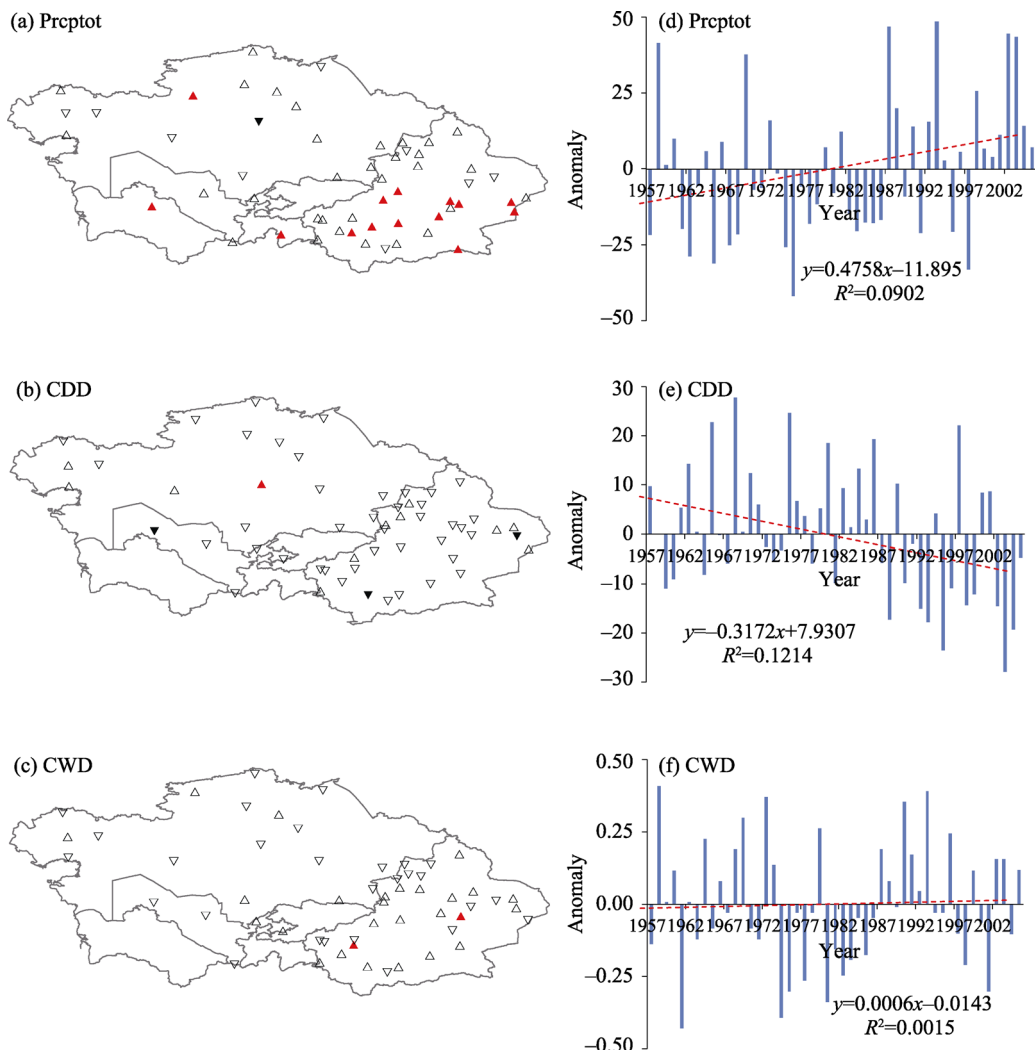 (a) Prcptot
(d) Prcptot
Anomaly
50
25
0
−25
−50
1957 1962 1967 1972 1977 1982 1987 1992 1997 2002
Year
y=0.4758x−11.895
R²=0.0902
(b) CDD
(e) CDD
Anomaly
30
20
10
0
−10
−20
−30
1957 1962 1967 1972 1977 1982 1987 1992 1997 2002
Year
y=−0.3172x+7.9307
R²=0.1214
(c) CWD
(f) CWD
Anomaly
0.50
0.25
0.00
−0.25
−0.50
1957 1962 1967 1972 1977 1982 1987 1992 1997 2002
Year
y=0.0006x−0.0143
R²=0.0015